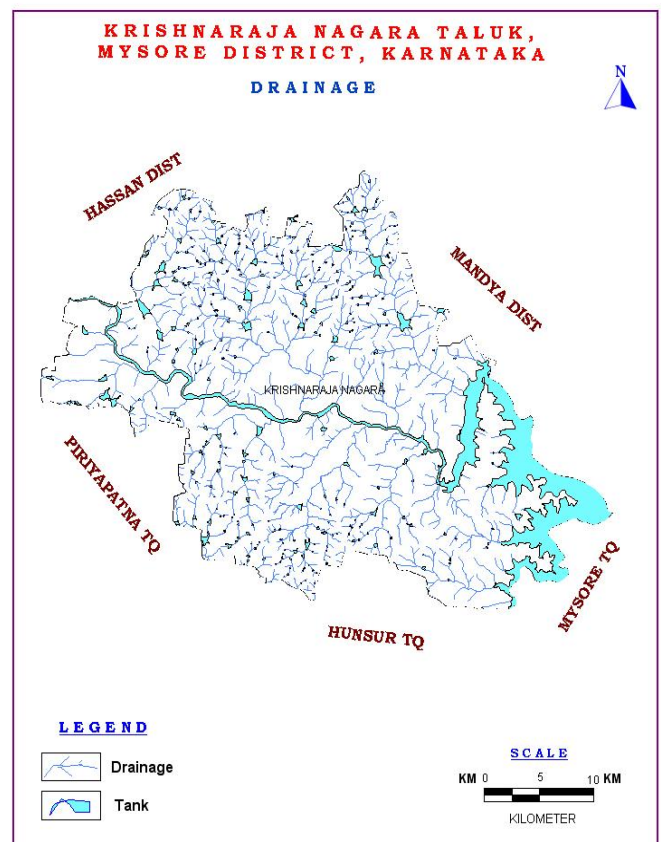 KRISHNARAJA NAGARA TALUK,
MYSORE DISTRICT, KARNATAKA
DRAINAGE
N
HASSAN DIST
MANDYA DIST
KRISHNARAJA NAGARA
PIRIYAPATNA TQ
MYSORE TQ
HUNSUR TQ
LEGEND
Drainage
Tank
SCALE
KM 0 5 10 KM
KILOMETER